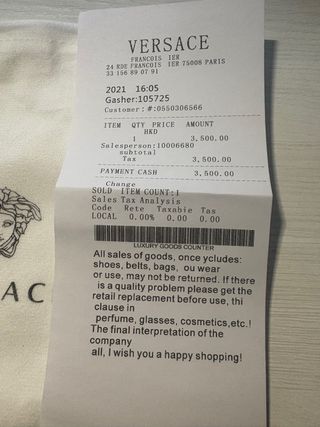 VERSACE
FRANCOIS IER
24 RDE FRANCOIS IER 75008 PARIS
33 156 89 07 91
2021 16:05
Gasher:105725
Customer: #:0550306566
ITEM QTY PRICE AMOUNT
HKD
1 3,500.00
Salesperson:10006680
subtotal
Tax 3,500.00
PAYMENT CASH 3,500.00
Change
SOLD ITEM COUNT:1
Sales Tax Analysis
Code Rete Taxabie Tas
LOCAL 0.00% 0.00 0.00
LUXURY GOODS COUNTER
All sales of goods, once ycludes:
shoes, belts, bags, ou wear
or use, may not be returned. If there
is a quality problem please get the
retail replacement before use, thi
clause in
perfume, glasses, cosmetics,etc.!
The final interpretation of the
company
all, I wish you a happy shopping!
AC